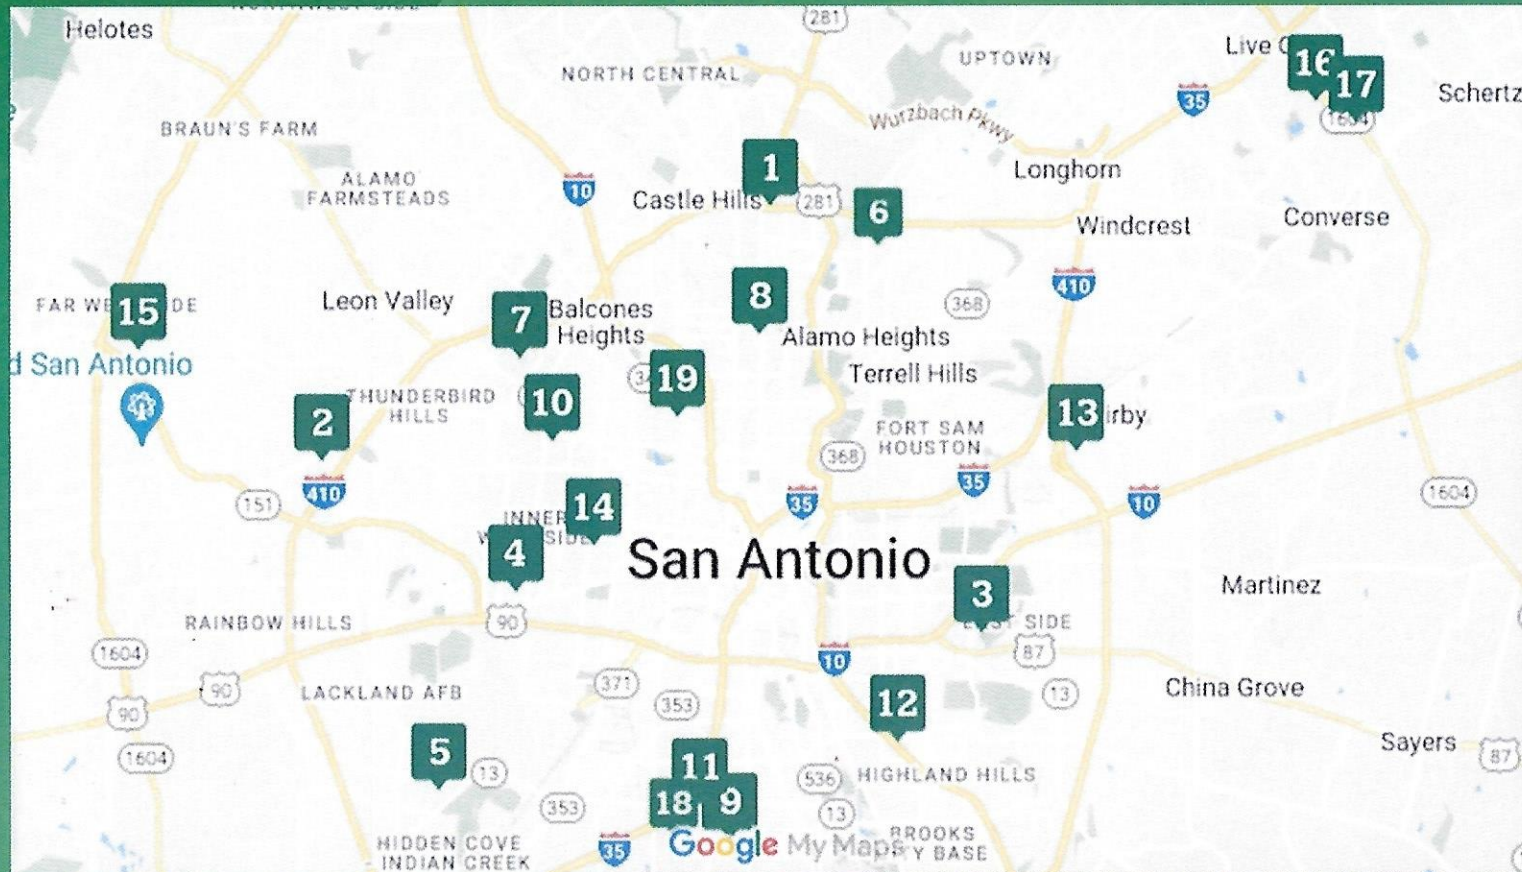 Helotes
281
UPTOWN
Live
16
17
NORTH CENTRAL
Schertz
35
Wurzbach Pkwy
1604
BRAUN'S FARM
1
Longhorn
ALAMO
FARMSTEADS
10
Castle Hills
281
6
Windcrest
Converse
410
FAR WE
15
DE
Leon Valley
7
Balcones
Heights
8
368
Alamo Heights
d San Antonio
19
Terrell Hills
THUNDERBIRD
HILLS
10
2
13
irby
FORT SAM
HOUSTON
368
410
151
35
35
10
1604
INNER
14
4
San Antonio
3
Martinez
RAINBOW HILLS
90
SIDE
87
1604
10
90
LACKLAND AFB
371
353
12
13
China Grove
90
5
13
11
Sayers
87
1604
536
HIGHLAND HILLS
353
18
9
13
HIDDEN COVE
INDIAN CREEK
35
Google My Maps
BROOKS
Y BASE